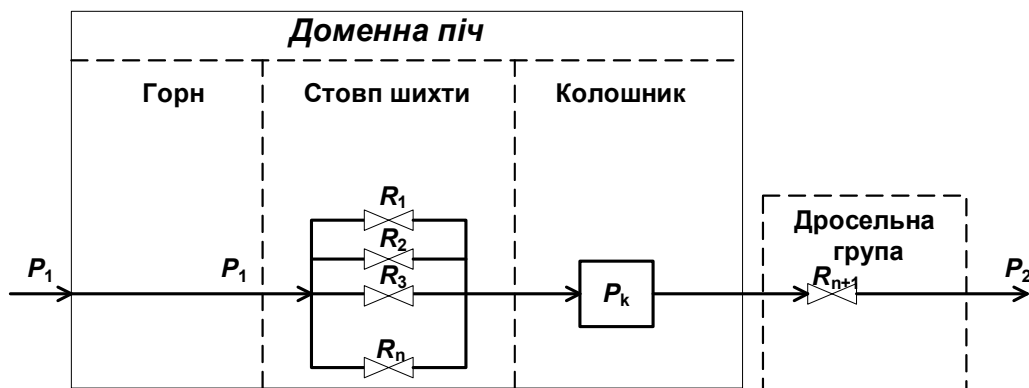 Доменна піч
Горн
Стовп шихти
Колошник
R1
R2
R3
Rn
P1
P1
Pk
Дросельна
група
Rn+1
P2